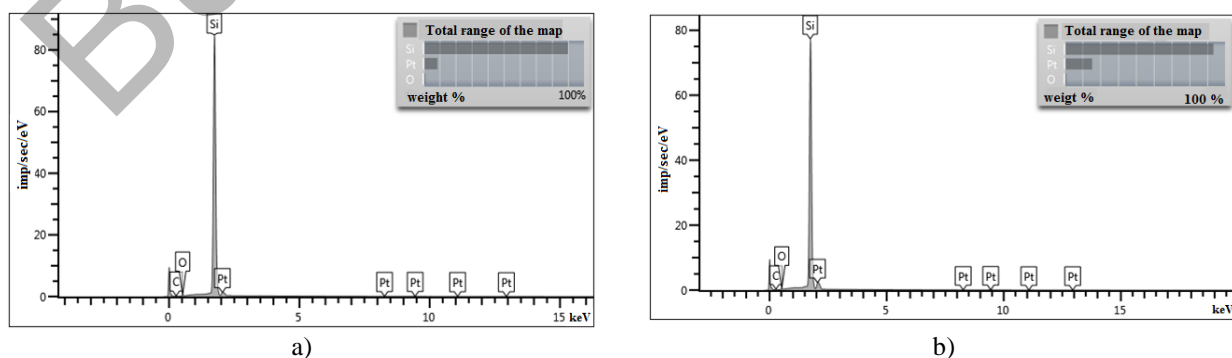 Si
Total range of the map
Si
Pt
O
weight %
100%
80
60
40
20
0
imp/sec/eV
C
O
Pt
Pt
Pt
Pt
Pt
0
5
10
15
keV
a)
Si
Total range of the map
Si
Pt
O
weigt %
100 %
80
60
40
20
0
imp/sec/eV
C
O
Pt
Pt
Pt
Pt
Pt
0
5
10
15
keV
b)